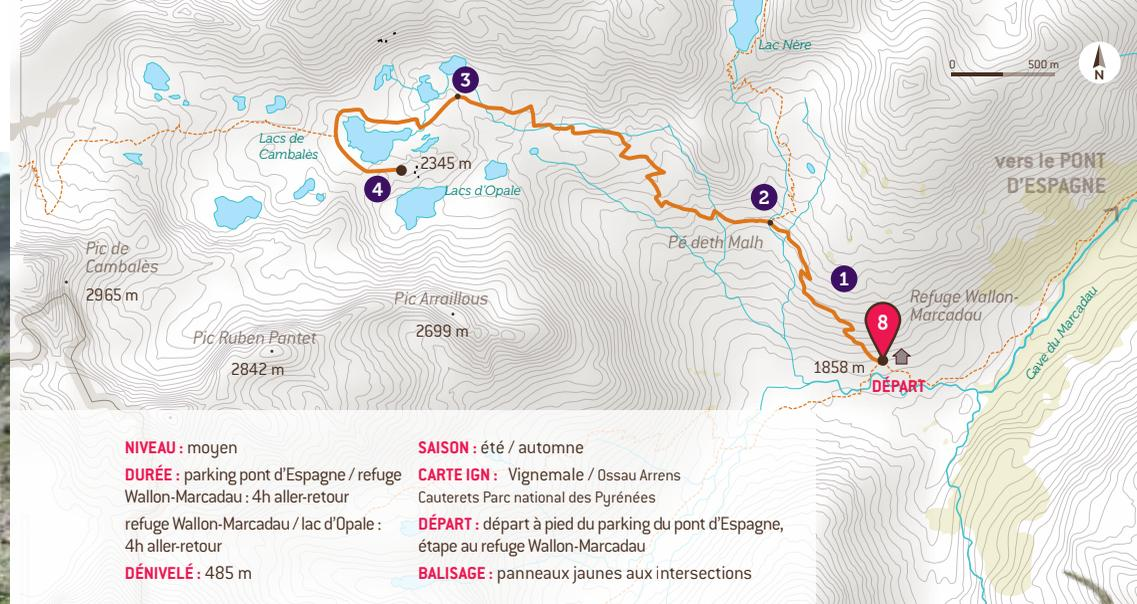 Lac Nère
0 500 m
N
3
Lacs de
Cambalès
2345 m
vers le PONT
D'ESPAGNE
4
Lacs d'Opale
2
Pé deth Malh
Pic de
Cambalès
2965 m
1
Pic Arraillous
2699 m
Refuge Wallon-
Marcadau
8
Gave du Marcadau
Pic Ruben Pantet
2842 m
1858 m
DÉPART
NIVEAU : moyen
DURÉE : parking pont d'Espagne / refuge
Wallon-Marcadau : 4h aller-retour
refuge Wallon-Marcadau / lac d'Opale :
4h aller-retour
DÉNIVELÉ : 485 m
SAISON : été / automne
CARTE IGN : Vignemale / Ossau Arrens
Cauterets Parc national des Pyrénées
DÉPART : départ à pied du parking du pont d'Espagne,
étape au refuge Wallon-Marcadau
BALISAGE : panneaux jaunes aux intersections